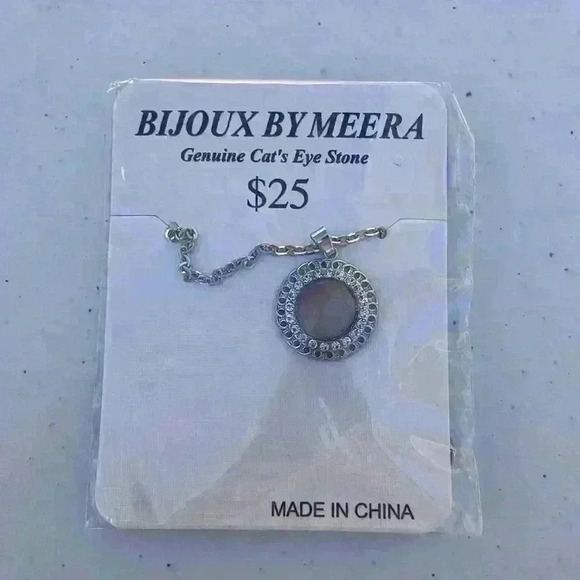 BIJOUX BY MEERA
Genuine Cat's Eye Stone
$25
MADE IN CHINA